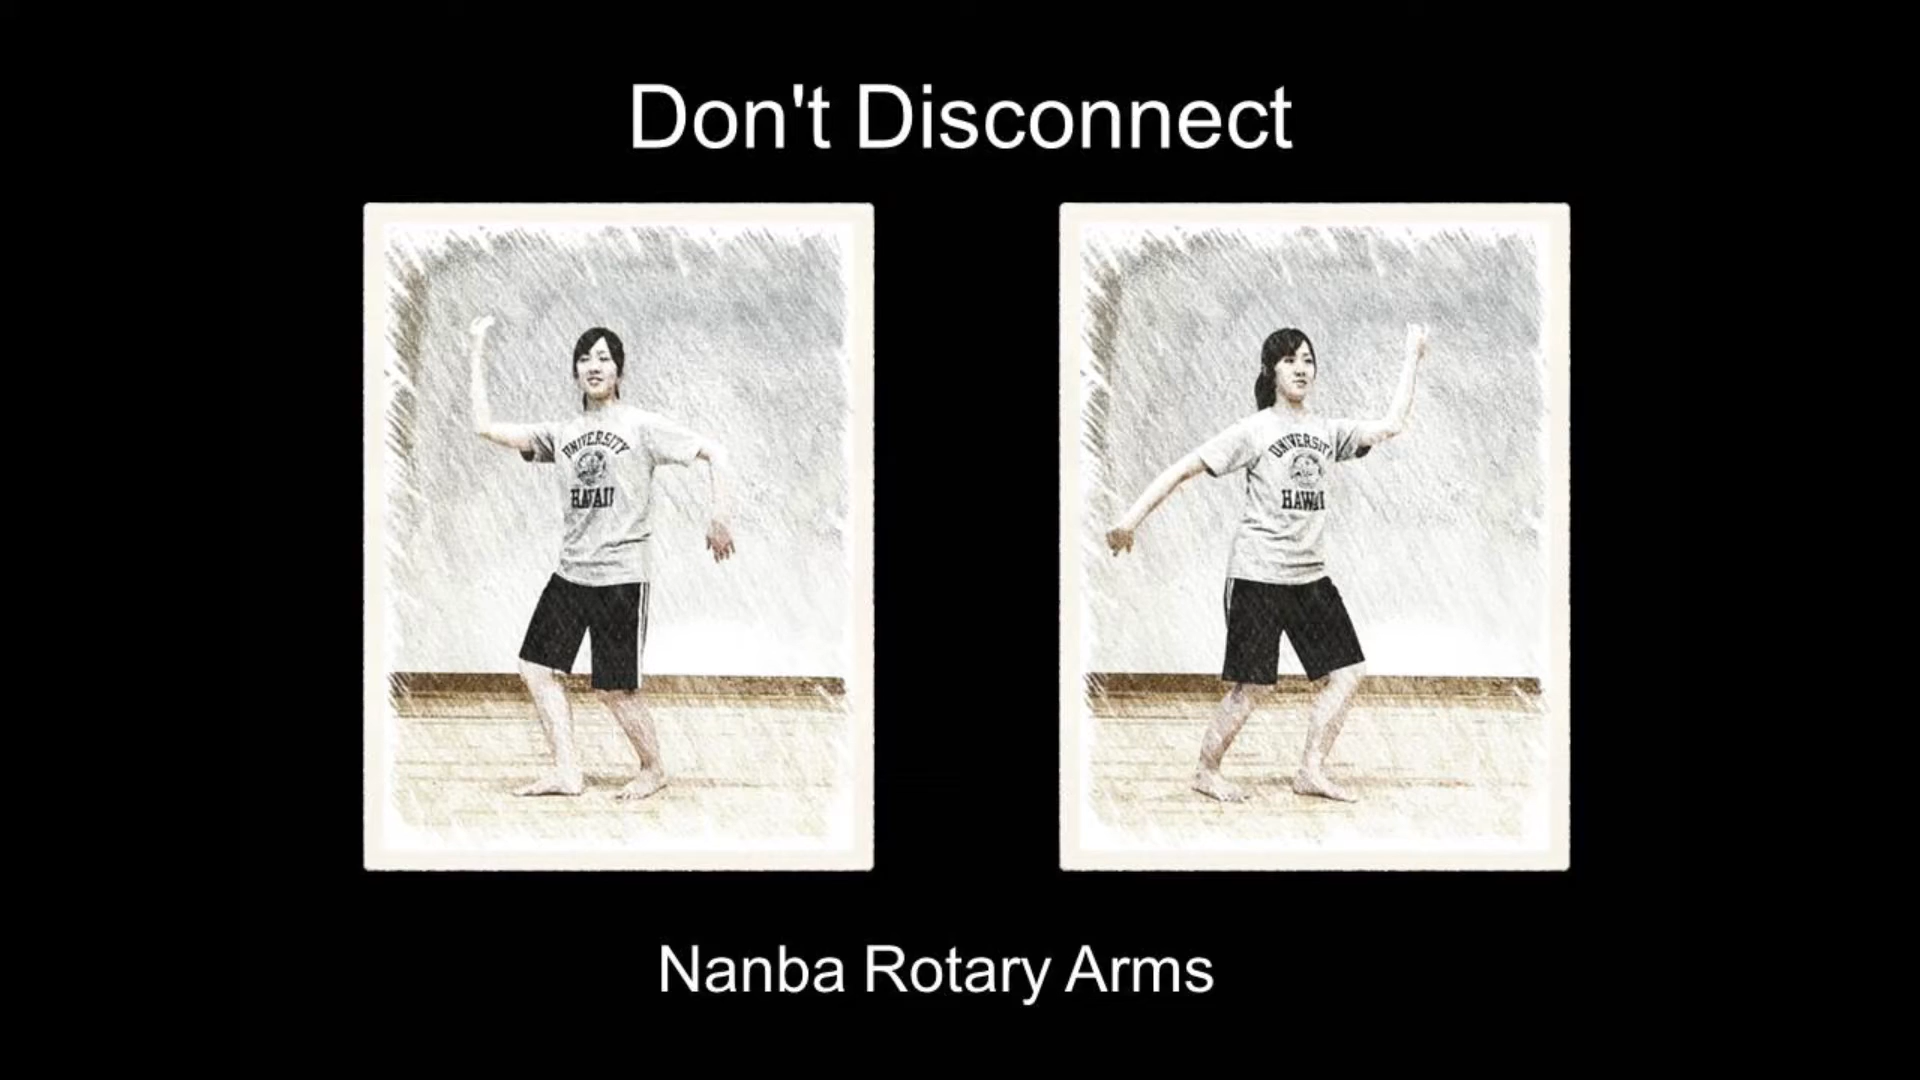 Don't Disconnect
UNIVERSITY
HAWAII
UNIVERSITY
HAWAII
Nanba Rotary Arms